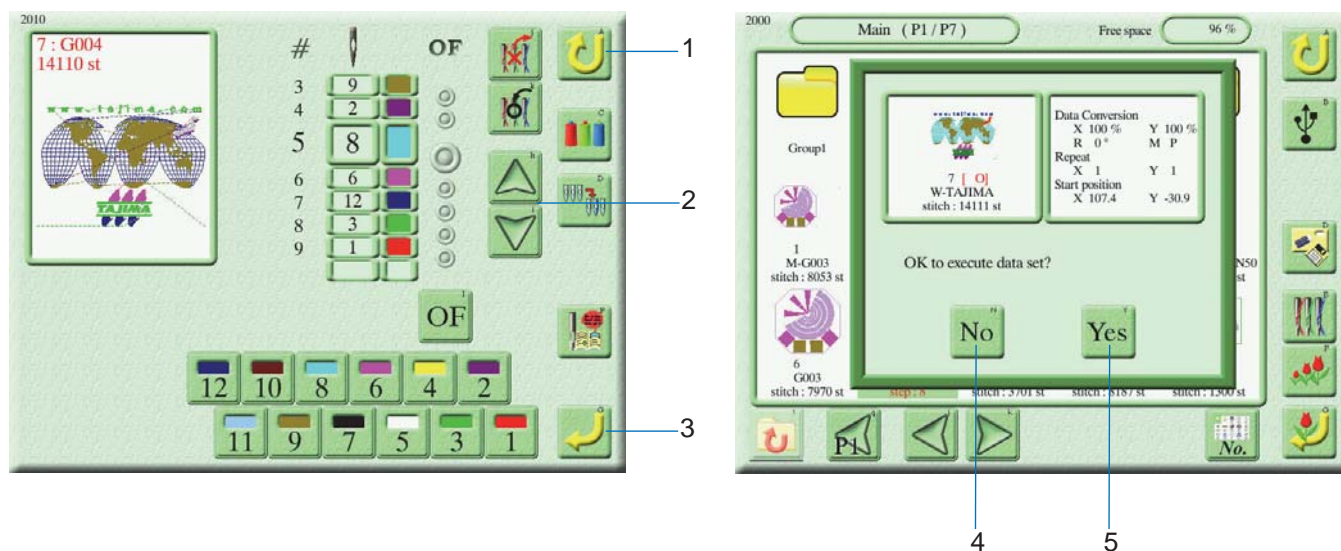 2010
7 : G004
14110 st
www.tajima.com
TAJIMA
# OF
3 9
4 2
5 8
6 6
7 12
8 3
9 1
OF
12 10 8 6 4 2
11 9 7 5 3 1
1
2
3
2000
Main ( P1 / P7 )
Free space 96 %
Group1
1
M-G003
stitch : 8053 st
6
G003
stitch : 7970 st
7 [ O]
W-TAJIMA
stitch : 14111 st
Data Conversion
X 100 % Y 100 %
R 0 ° M P
Repeat
X 1 Y 1
Start position
X 107.4 Y -30.9
OK to execute data set?
No
Yes
N50
st
step : 8
stitch : 3701 st
stitch : 8187 st
stitch : 1300 st
P1
No.
4
5